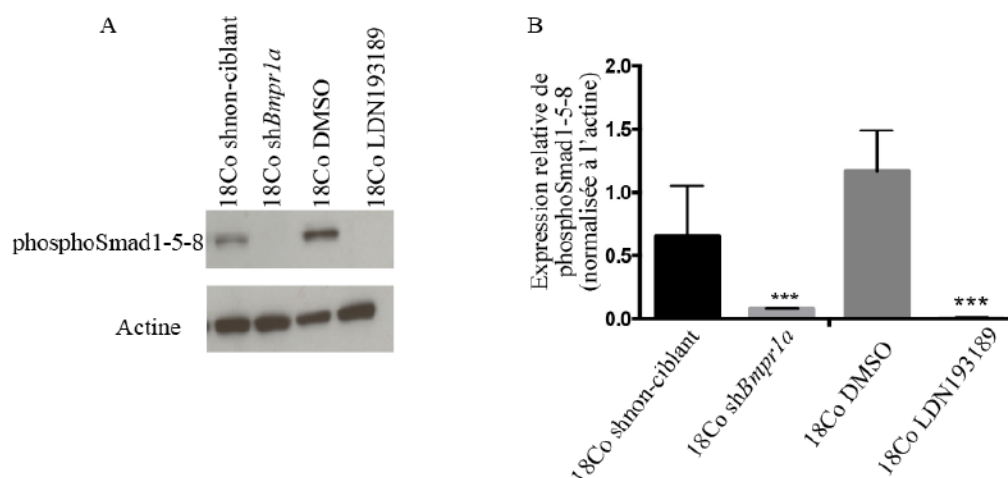 A
18Co shnon-ciblant
18Co shBmpr1a
18Co DMSO
18Co LDN193189
phosphoSmad1-5-8
Actine
B
Expression relative de
phosphoSmad1-5-8
(normalisée à l'actine)
2.0
1.5
1.0
0.5
0.0
***
***
18Co shnon-ciblant
18Co shBmpr1a
18Co DMSO
18Co LDN193189